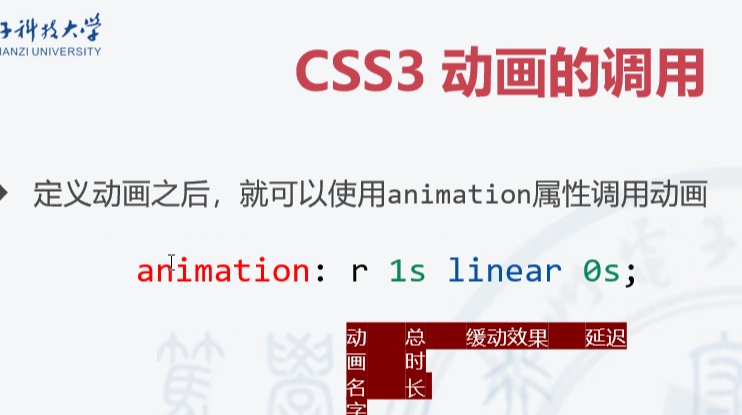 子科技大学
IANZI UNIVERSITY
CSS3 动画的调用
定义动画之后，就可以使用animation属性调用动画
animation: r 1s linear 0s;
动画名字 总时长 缓动效果 延迟